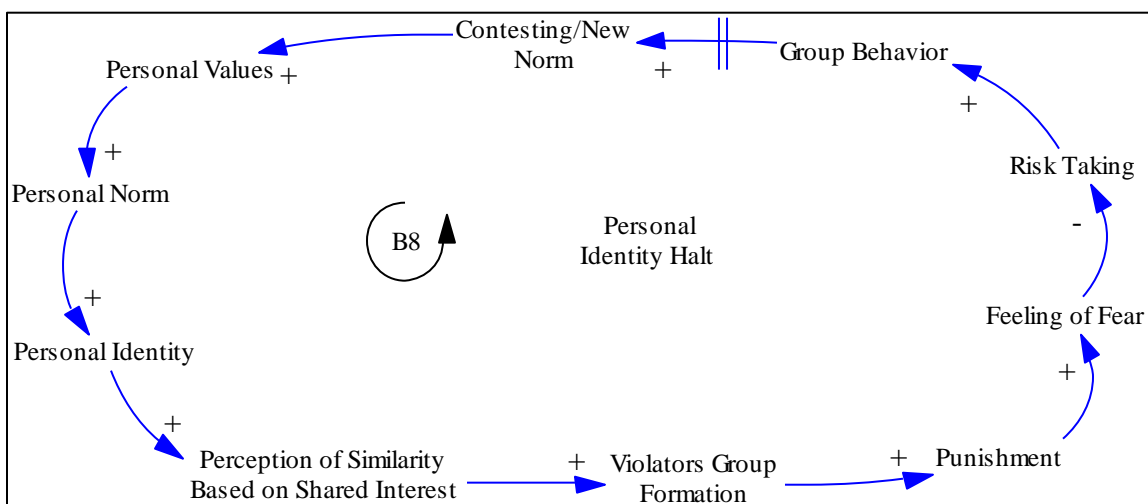 Contesting/New
Norm
Group Behavior
Personal Values
+
+
+
Risk Taking
+
Personal Norm
-
B8
Personal
Identity Halt
+
Feeling of Fear
Personal Identity
+
+
Perception of Similarity
Based on Shared Interest
+
Violators Group
Formation
+
Punishment